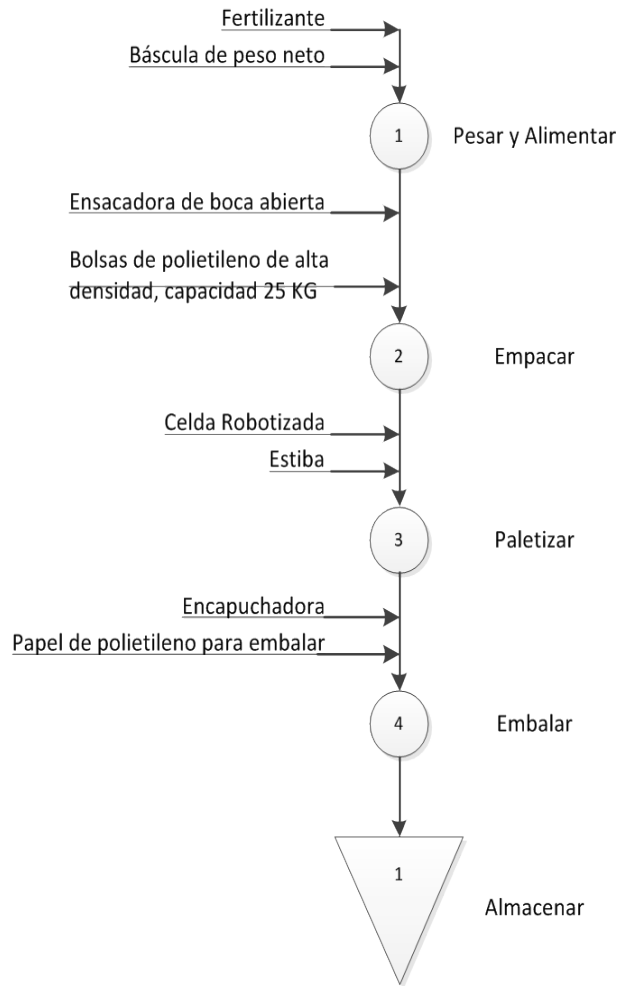 Fertilizante
Báscula de peso neto
1
Pesar y Alimentar
Ensacadora de boca abierta
Bolsas de polietileno de alta
densidad, capacidad 25 KG
2
Empacar
Celda Robotizada
Estiba
3
Paletizar
Encapuchadora
Papel de polietileno para embalar
4
Embalar
1
Almacenar